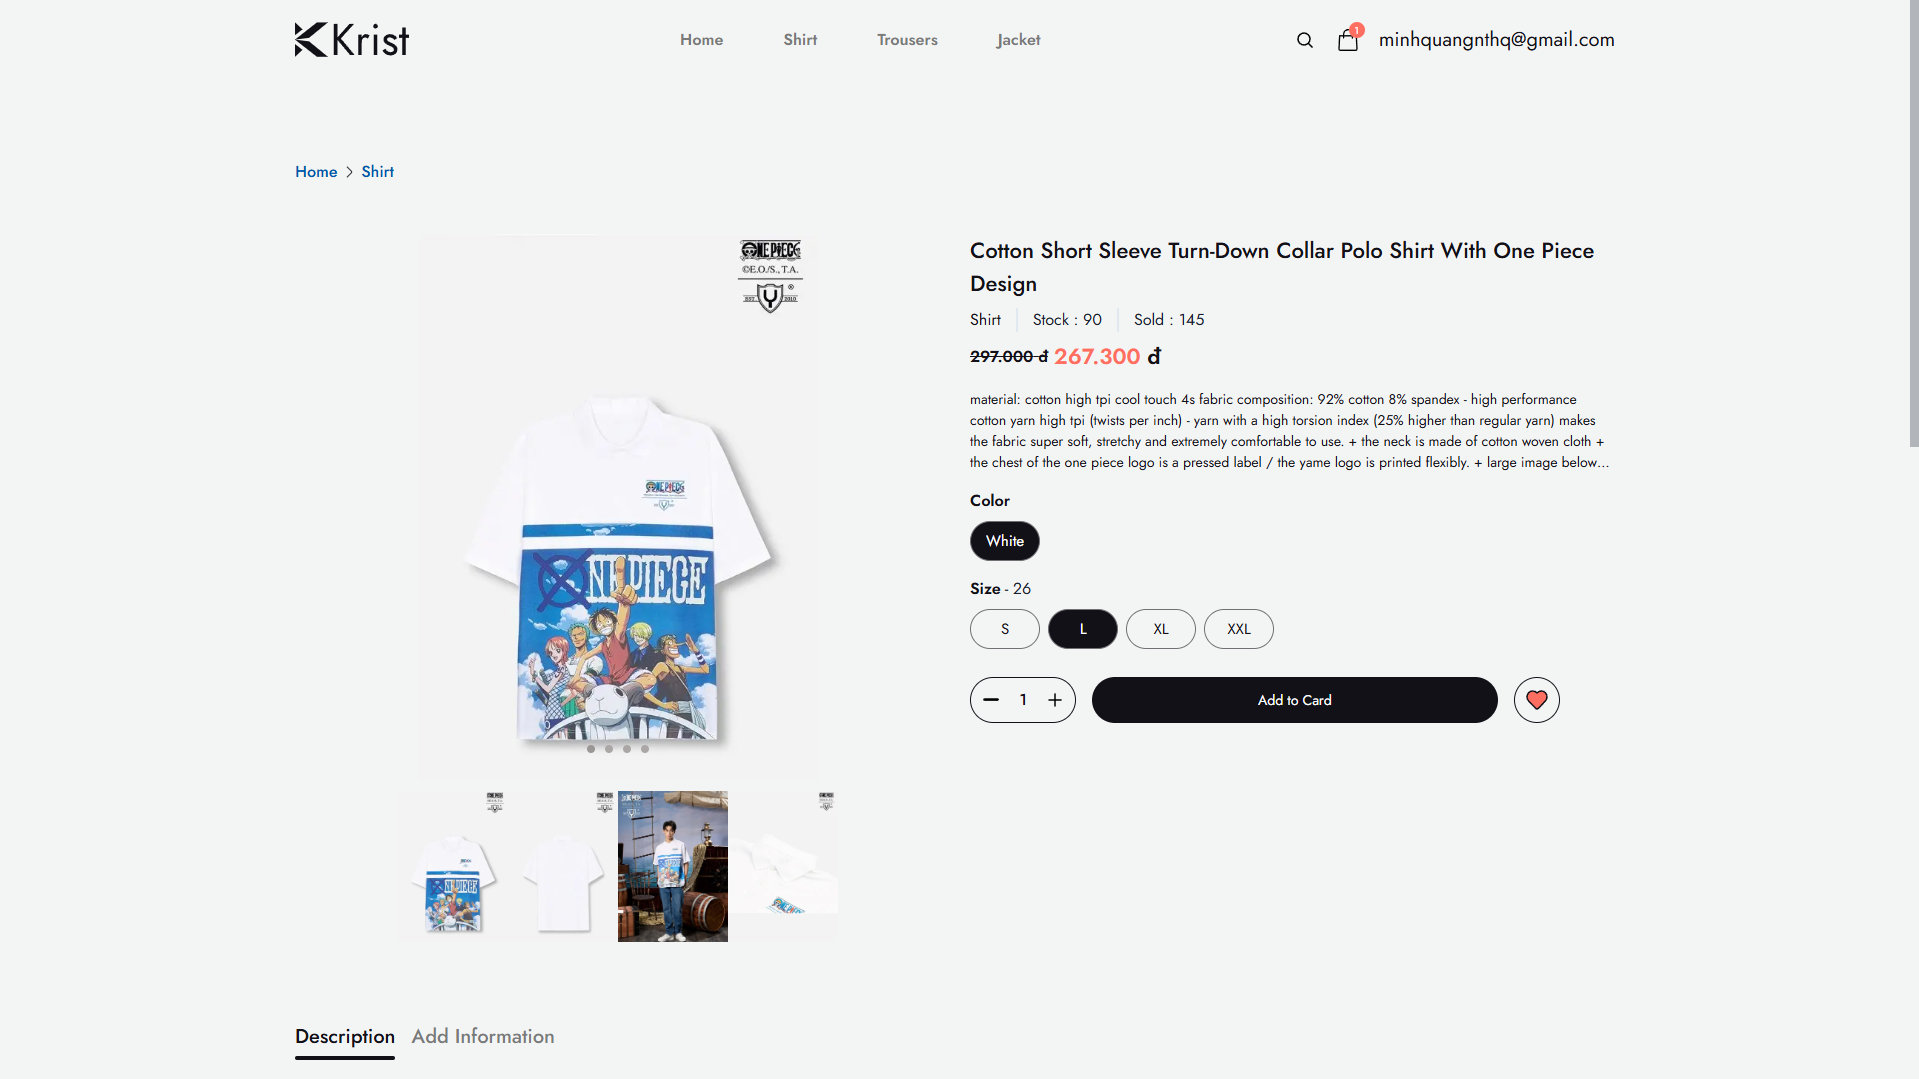 Krist
Home
Shirt
Trousers
Jacket
1
minhquangnthq@gmail.com
Home > Shirt
ONE PIECE
©E.O./S., T.A.
EST. 2010
ONE PIECE
ONE PIECE
Cotton Short Sleeve Turn-Down Collar Polo Shirt With One Piece
Design
Shirt
Stock : 90
Sold : 145
297.000 đ 267.300 đ
material: cotton high tpi cool touch 4s fabric composition: 92% cotton 8% spandex - high performance
cotton yarn high tpi (twists per inch) - yarn with a high torsion index (25% higher than regular yarn) makes
the fabric super soft, stretchy and extremely comfortable to use. + the neck is made of cotton woven cloth +
the chest of the one piece logo is a pressed label / the yame logo is printed flexibly. + large image below...
Color
White
Size - 26
S
L
XL
XXL
1
Add to Card
Description
Add Information